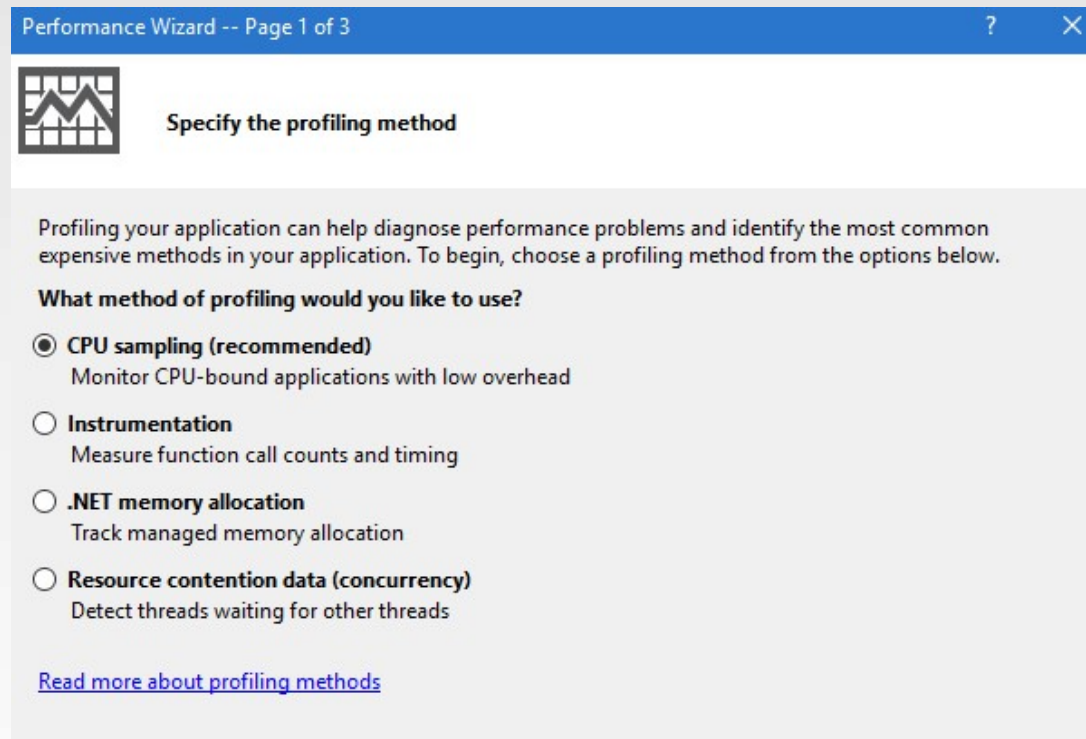 Performance Wizard -- Page 1 of 3 ?
Specify the profiling method
Profiling your application can help diagnose performance problems and identify the most common
expensive methods in your application. To begin, choose a profiling method from the options below.
What method of profiling would you like to use?
CPU sampling (recommended)
Monitor CPU-bound applications with low overhead
Instrumentation
Measure function call counts and timing
.NET memory allocation
Track managed memory allocation
Resource contention data (concurrency)
Detect threads waiting for other threads
Read more about profiling methods